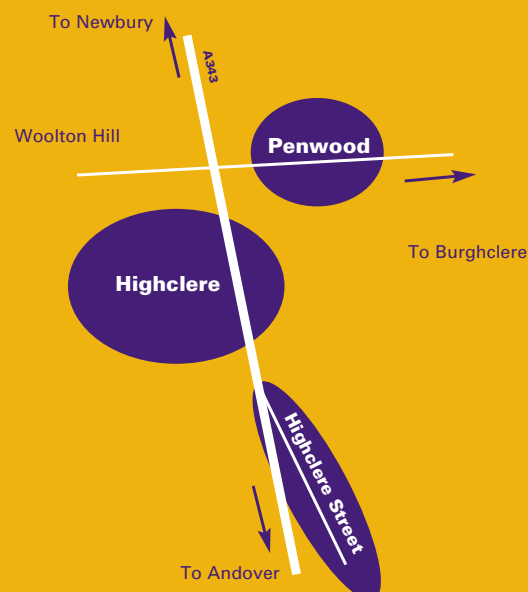 To Newbury
A343
Woolton Hill
Penwood
To Burghclere
Highclere
Highclere Street
To Andover